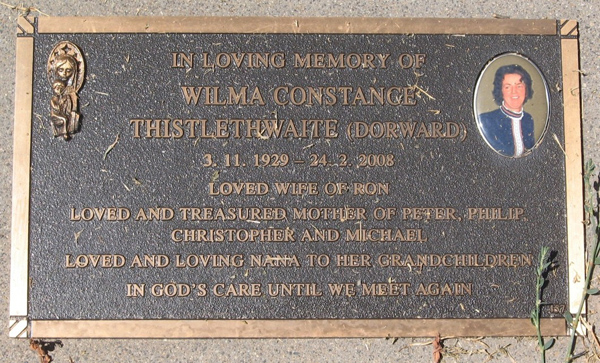 IN LOVING MEMORY OF
WILMA CONSTANCE
THISTLETHWAITE (DORWARD)
3. 11. 1929 – 24. 2. 2008
LOVED WIFE OF RON
LOVED AND TREASURED MOTHER OF PETER, PHILIP,
CHRISTOPHER AND MICHAEL
LOVED AND LOVING NANA TO HER GRANDCHILDREN
IN GOD'S CARE UNTIL WE MEET AGAIN